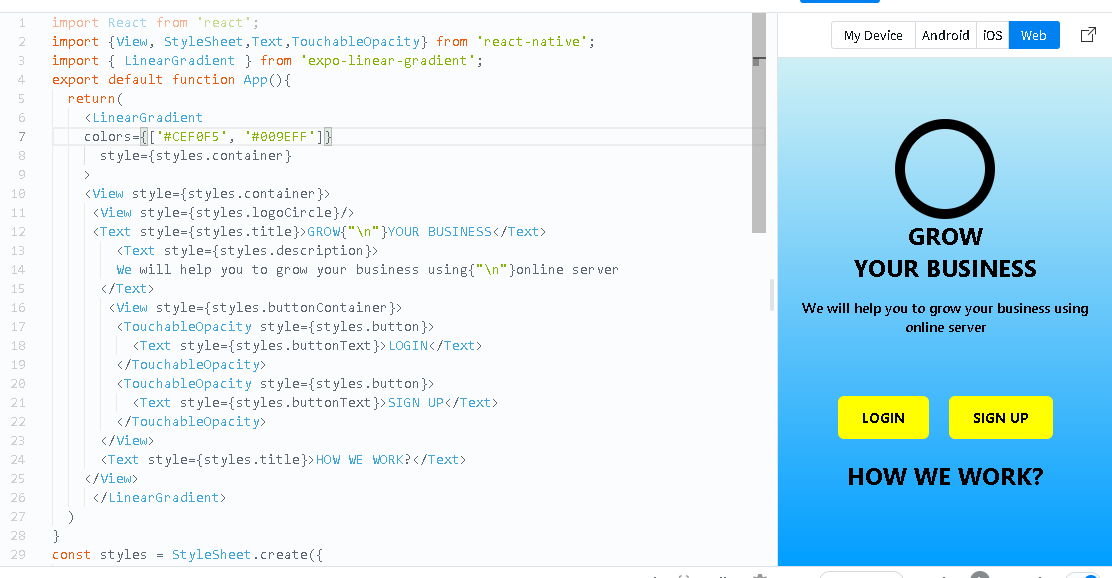 1 import React from 'react';
2 import {View, StyleSheet,Text,TouchableOpacity} from 'react-native';
3 import { LinearGradient } from 'expo-linear-gradient';
4 export default function App(){
5 return(
6 <LinearGradient
7 colors={['#CEF0F5', '#009EFF']}
8 style={styles.container}
9 >
10 <View style={styles.container}>
11 <View style={styles.logoCircle}/>
12 <Text style={styles.title}>GROW{"\n"}YOUR BUSINESS</Text>
13 <Text style={styles.description}>
14 We will help you to grow your business using{"\n"}online server
15 </Text>
16 <View style={styles.buttonContainer}>
17 <TouchableOpacity style={styles.button}>
18 <Text style={styles.buttonText}>LOGIN</Text>
19 </TouchableOpacity>
20 <TouchableOpacity style={styles.button}>
21 <Text style={styles.buttonText}>SIGN UP</Text>
22 </TouchableOpacity>
23 </View>
24 <Text style={styles.title}>HOW WE WORK?</Text>
25 </View>
26 </LinearGradient>
27 )
28 }
29 const styles = StyleSheet.create({
My Device Android iOS Web
GROW
YOUR BUSINESS
We will help you to grow your business using
online server
LOGIN SIGN UP
HOW WE WORK?